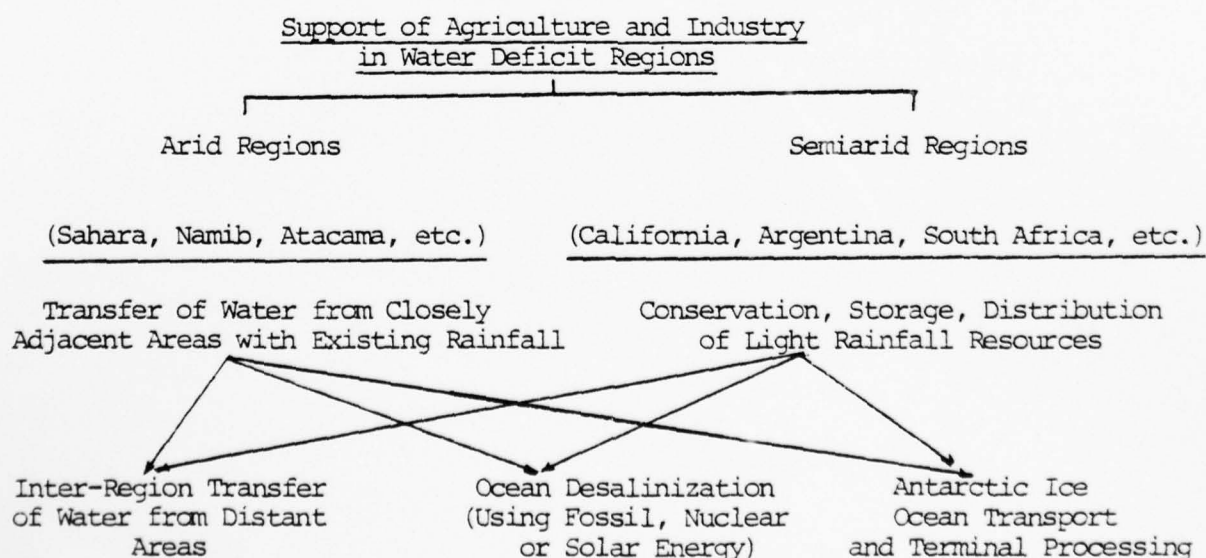 Support of Agriculture and Industry
in Water Deficit Regions
Arid Regions
Semiarid Regions
(Sahara, Namib, Atacama, etc.)
(California, Argentina, South Africa, etc.)
Transfer of Water from Closely
Adjacent Areas with Existing Rainfall
Conservation, Storage, Distribution
of Light Rainfall Resources
Inter-Region Transfer
of Water from Distant
Areas
Ocean Desalinization
(Using Fossil, Nuclear
or Solar Energy)
Antarctic Ice
Ocean Transport
and Terminal Processing